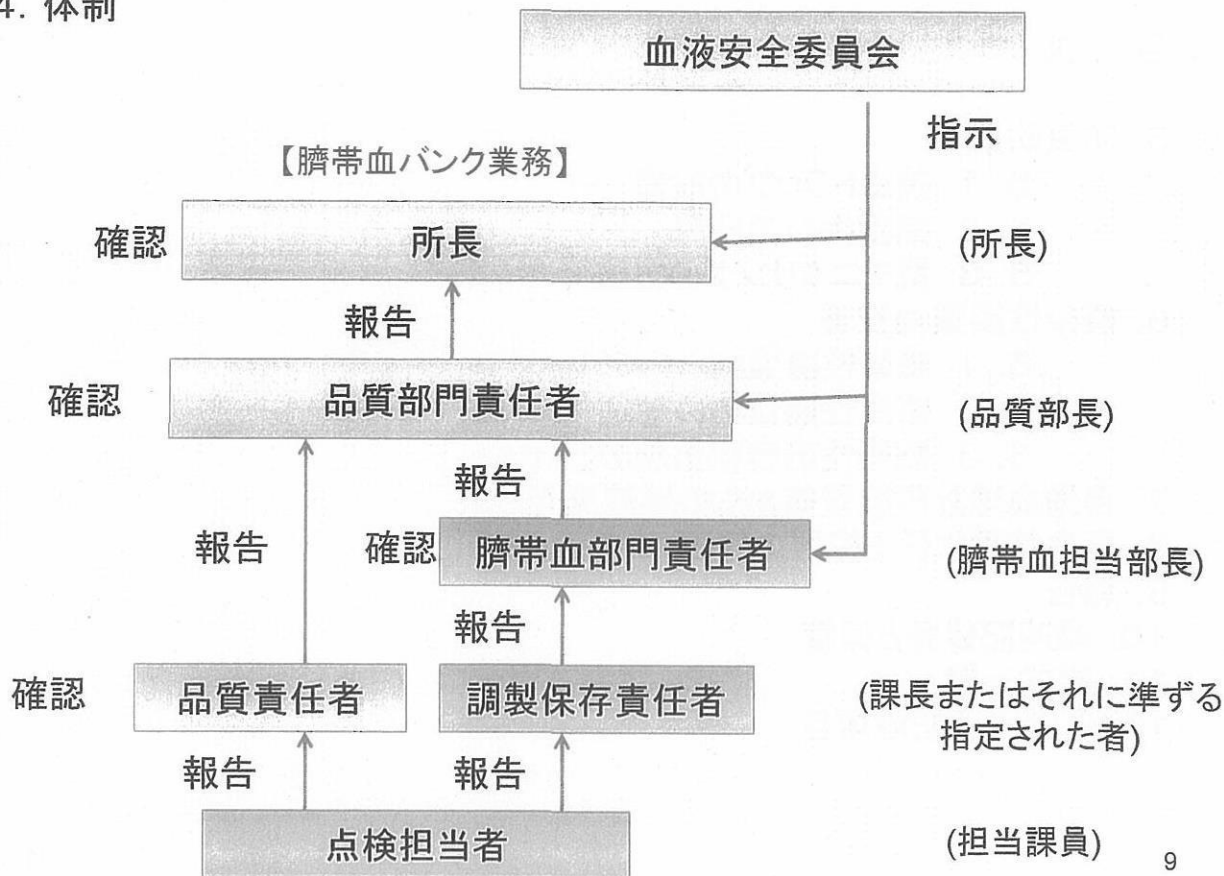 4. 体制
血液安全委員会
指示
【臍帯血バンク業務】
確認
所長
(所長)
報告
確認
品質部門責任者
(品質部長)
報告
報告
確認
臍帯血部門責任者
(臍帯血担当部長)
報告
確認
品質責任者
調製保存責任者
(課長またはそれに準ずる
指定された者)
報告
報告
点検担当者
(担当課員)
9